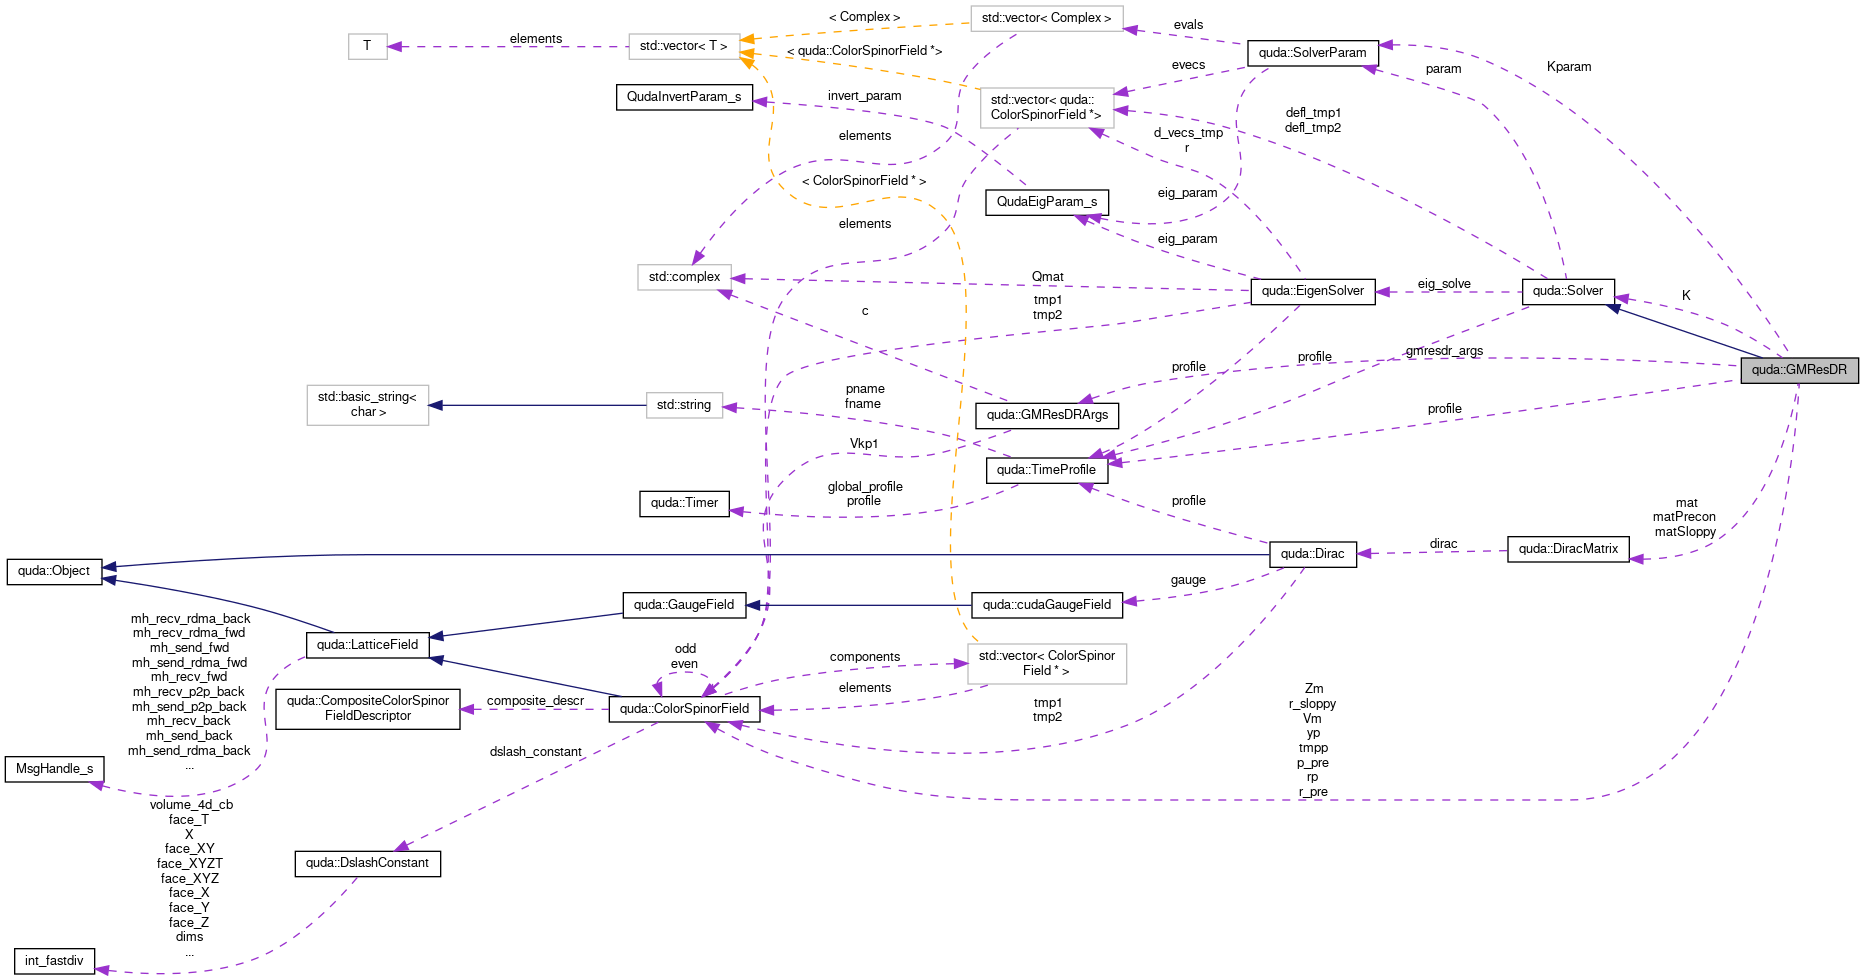 < Complex >
std::vector< Complex >
evals
T
elements
std::vector< T >
< quda::ColorSpinorField *>
quda::SolverParam
Kparam
evecs
param
QudaInvertParam_s
invert_param
std::vector< quda::
ColorSpinorField *>
defl_tmp1
defl_tmp2
elements
d_vecs_tmp
r
< ColorSpinorField * >
QudaEigParam_s
eig_param
elements
eig_param
std::complex
Qmat
quda::EigenSolver
eig_solve
quda::Solver
K
tmp1
tmp2
c
gmresdr_args
profile
profile
quda::GMResDR
std::basic_string<
char >
std::string
pname
fname
quda::GMResDRArgs
profile
Vkp1
quda::TimeProfile
quda::Timer
global_profile
profile
profile
mat
matPrecon
matSloppy
quda::Object
quda::Dirac
dirac
quda::DiracMatrix
gauge
quda::GaugeField
quda::cudaGaugeField
mh_recv_rdma_back
mh_recv_rdma_fwd
mh_send_fwd
mh_send_rdma_fwd
mh_recv_fwd
mh_recv_p2p_back
mh_send_p2p_back
mh_recv_back
mh_send_back
mh_send_rdma_back
...
quda::LatticeField
odd
even
components
std::vector< ColorSpinor
Field * >
elements
quda::CompositeColorSpinor
FieldDescriptor
composite_descr
quda::ColorSpinorField
tmp1
tmp2
Zm
r_sloppy
Vm
yp
tmpp
p_pre
rp
r_pre
dslash_constant
MsgHandle_s
volume_4d_cb
face_T
X
face_XY
face_XYZT
face_XYZ
face_X
face_Y
face_Z
dims
...
quda::DslashConstant
int_fastdiv